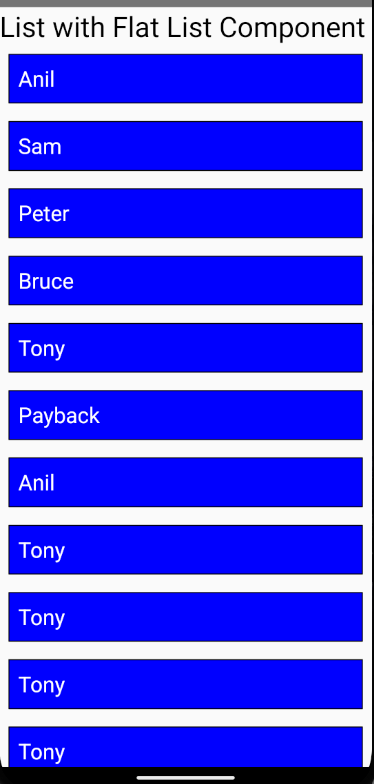 List with Flat List Component
Anil
Sam
Peter
Bruce
Tony
Payback
Anil
Tony
Tony
Tony
Tony